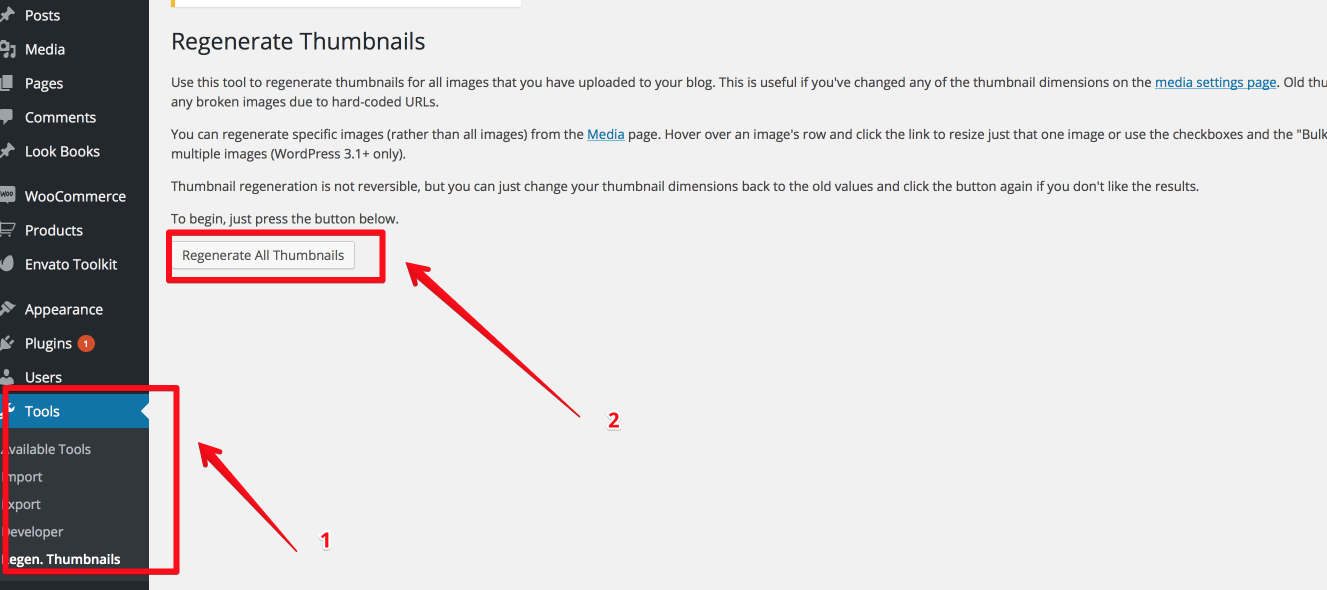 Posts
Media
Pages
Comments
Look Books
WOO WooCommerce
Products
Envato Toolkit
Appearance
Plugins 1
Users
Tools
Available Tools
Import
Export
Developer
Regen. Thumbnails
Regenerate Thumbnails
Use this tool to regenerate thumbnails for all images that you have uploaded to your blog. This is useful if you've changed any of the thumbnail dimensions on the media settings page. Old thu
any broken images due to hard-coded URLs.
You can regenerate specific images (rather than all images) from the Media page. Hover over an image's row and click the link to resize just that one image or use the checkboxes and the "Bulk
multiple images (WordPress 3.1+ only).
Thumbnail regeneration is not reversible, but you can just change your thumbnail dimensions back to the old values and click the button again if you don't like the results.
To begin, just press the button below.
Regenerate All Thumbnails
2
1